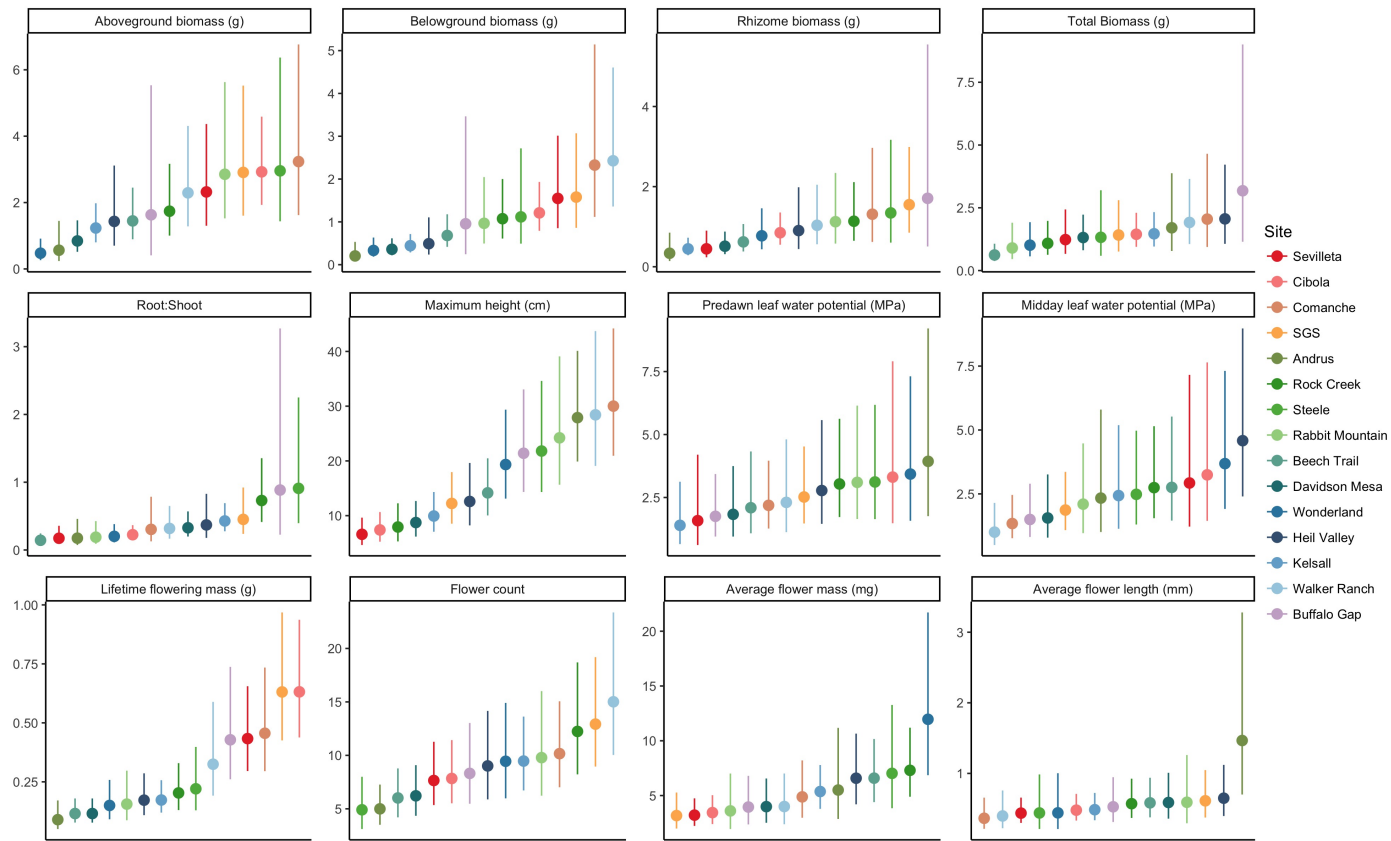 Aboveground biomass (g)
Belowground biomass (g)
Rhizome biomass (g)
Total Biomass (g)
6
4
2
0
5
4
3
2
1
0
4
2
0
7.5
5.0
2.5
0.0
Root:Shoot
Maximum height (cm)
Predawn leaf water potential (MPa)
Midday leaf water potential (MPa)
3
2
1
0
40
30
20
10
7.5
5.0
2.5
7.5
5.0
2.5
Lifetime flowering mass (g)
Flower count
Average flower mass (mg)
Average flower length (mm)
1.00
0.75
0.50
0.25
20
15
10
5
20
15
10
5
3
2
1
Site
Sevilleta
Cibola
Comanche
SGS
Andrus
Rock Creek
Steele
Rabbit Mountain
Beech Trail
Davidson Mesa
Wonderland
Heil Valley
Kelsall
Walker Ranch
Buffalo Gap